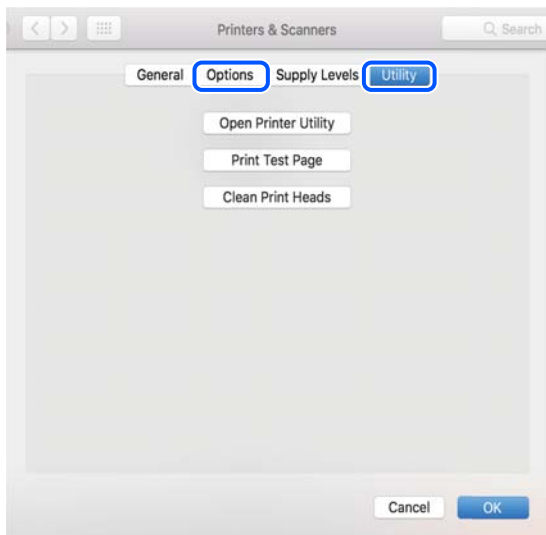 Printers & Scanners Search
General Options Supply Levels Utility
Open Printer Utility
Print Test Page
Clean Print Heads
Cancel OK